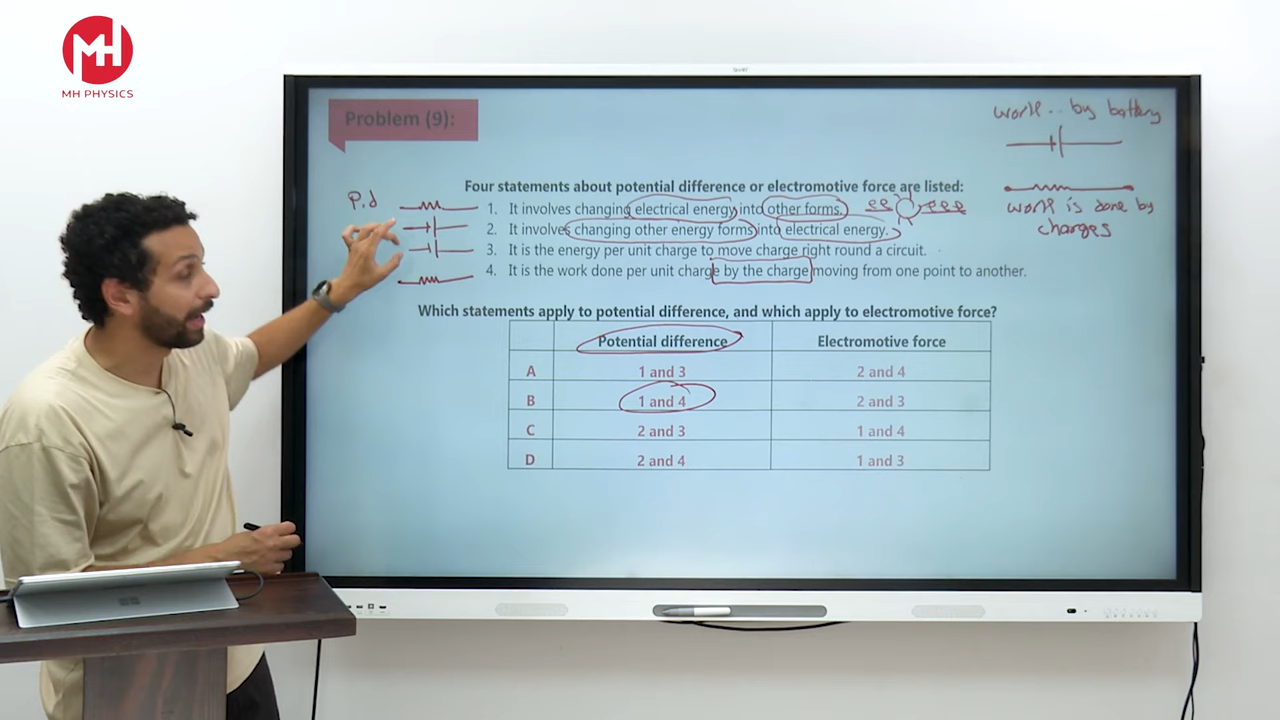 MH
MH PHYSICS
Problem (9):
work .. by battery
Four statements about potential difference or electromotive force are listed:
P.d
1. It involves changing electrical energy into other forms.
ee eee
work is done by
charges
2. It involves changing other energy forms into electrical energy.
3. It is the energy per unit charge to move charge right round a circuit.
4. It is the work done per unit charge by the charge moving from one point to another.
Which statements apply to potential difference, and which apply to electromotive force?
Potential difference Electromotive force
A 1 and 3 2 and 4
B 1 and 4 2 and 3
C 2 and 3 1 and 4
D 2 and 4 1 and 3